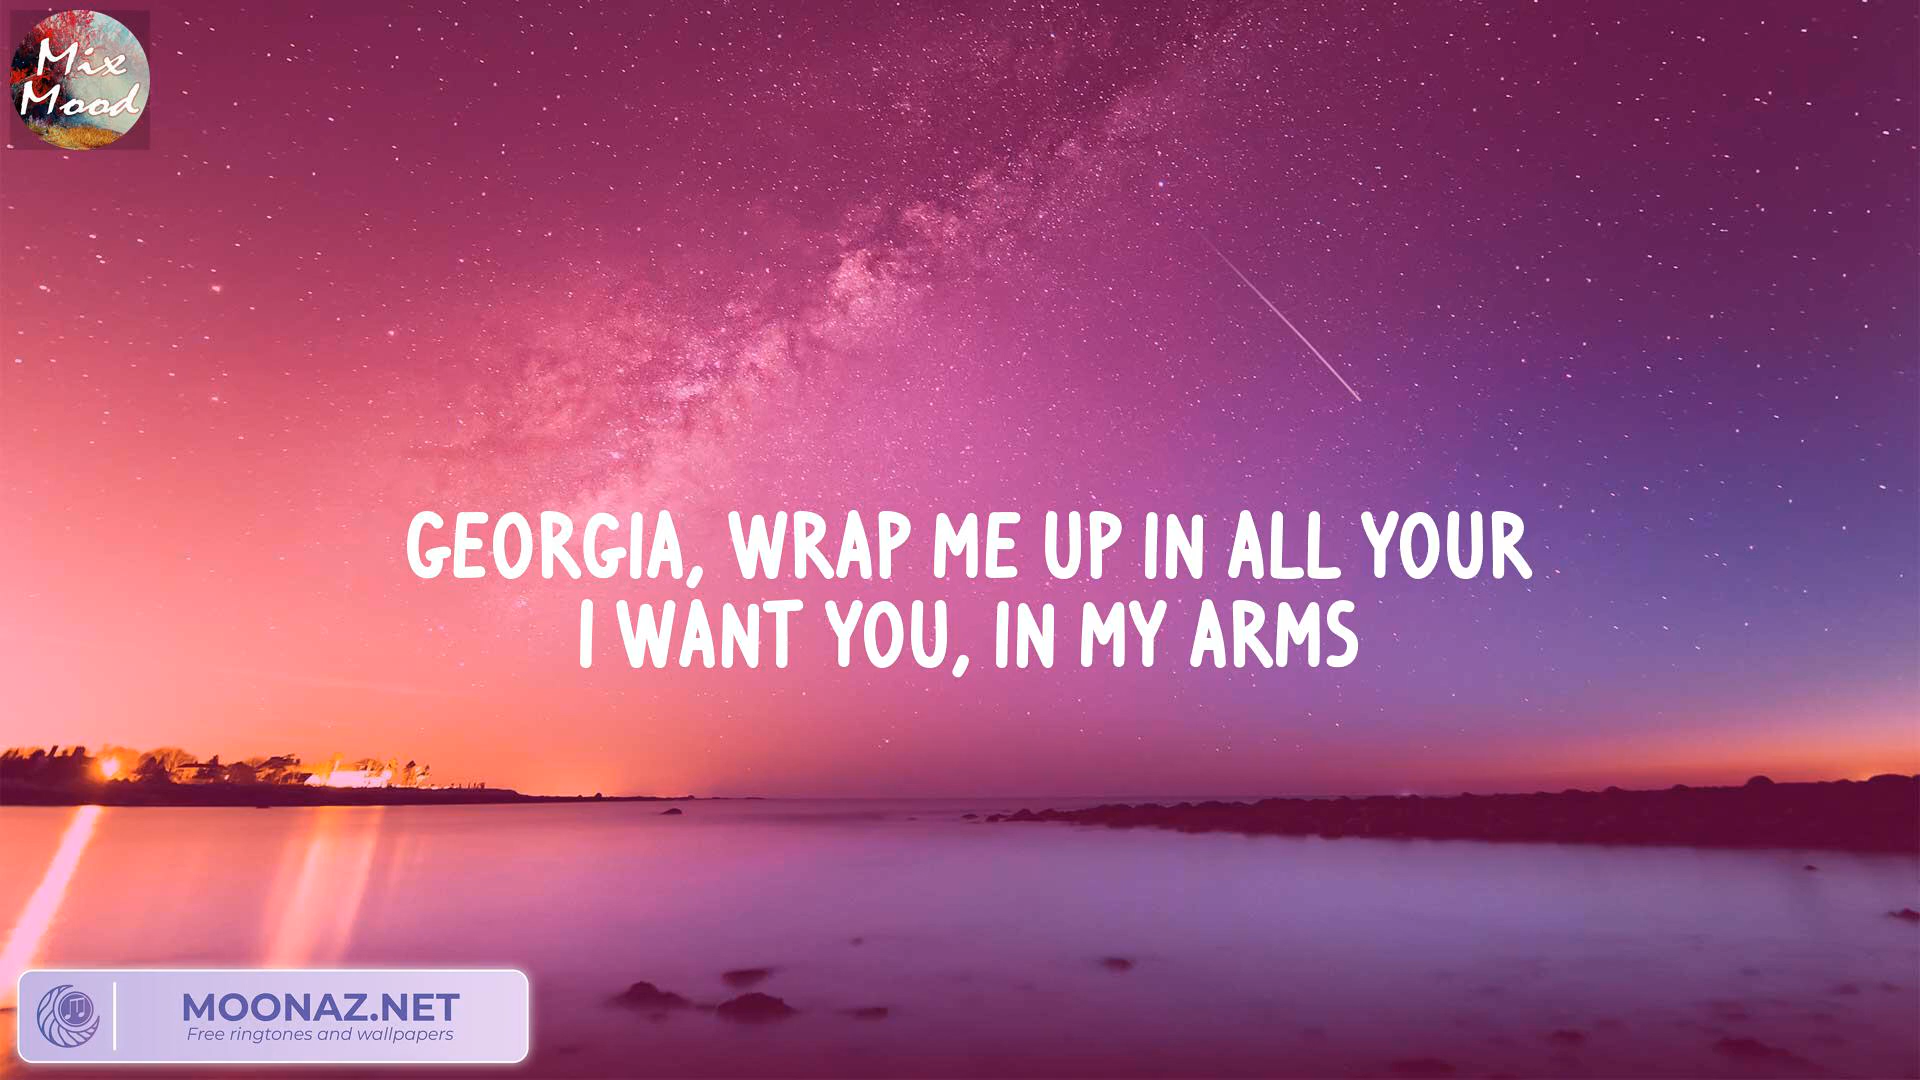 Mix
Mood
GEORGIA, WRAP ME UP IN ALL YOUR
I WANT YOU, IN MY ARMS
MOONAZ.NET
Free ringtones and wallpapers